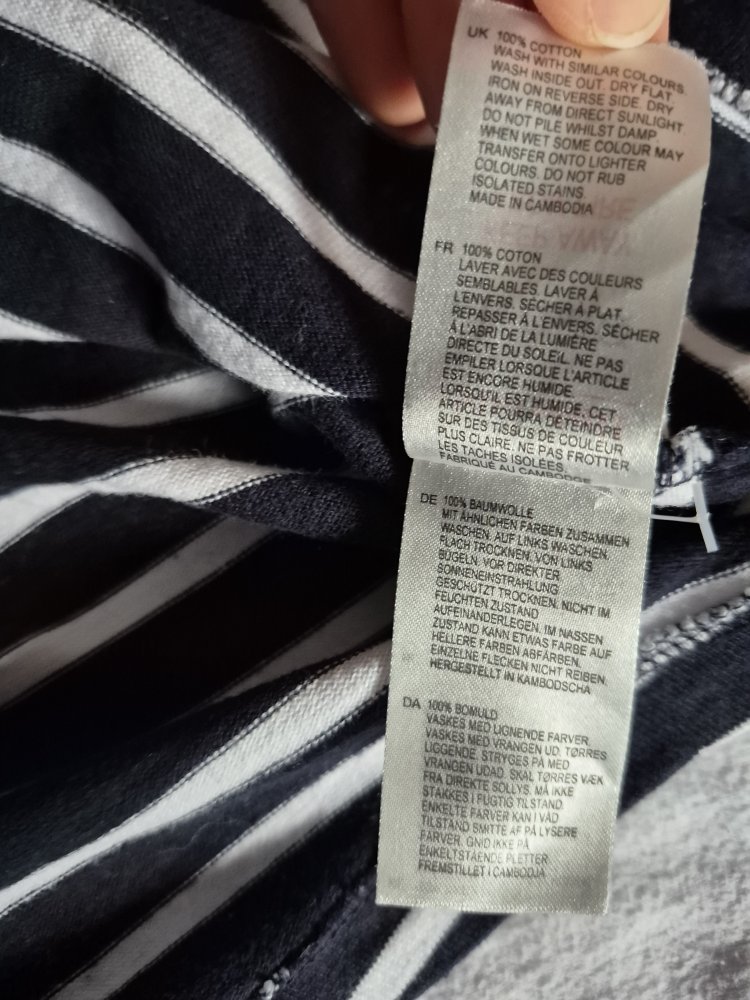 UK 100% COTTON
WASH WITH SIMILAR COLOURS.
WASH INSIDE OUT. DRY FLAT.
IRON ON REVERSE SIDE. DRY
AWAY FROM DIRECT SUNLIGHT
DO NOT PILE WHILST DAMP.
WHEN WET SOME COLOUR MAY
TRANSFER ONTO LIGHTER
COLOURS. DO NOT RUB
ISOLATED STAINS
MADE IN CAMBODIA
FR 100% COTON
LAVER AVEC DES COULEURS
SEMBLABLES. LAVER À
L'ENVERS. SÉCHER À PLAT.
REPASSER À L'ENVERS. SÉCHER
À L'ABRI DE LA LUMIÈRE
DIRECTE DU SOLEIL. NE PAS
EMPILER LORSQUE L'ARTICLE
EST ENCORE HUMIDE.
LORSQU'IL EST HUMIDE, CET
ARTICLE POURRA DÉTEINDRE
SUR DES TISSUS DE COULEUR
PLUS CLAIRE. NE PAS FROTTER
LES TACHES ISOLÉES.
FABRIQUÉ AU CAMBODGE
DE 100% BAUMWOLLE
MIT ÄHNLICHEN FARBEN ZUSAMMEN
WASCHEN. AUF LINKS WASCHEN.
FLACH TROCKNEN. VON LINKS
BÜGELN. VOR DIREKTER
SONNENEINSTRAHLUNG
GESCHÜTZT TROCKNEN. NICHT IM
FEUCHTEN ZUSTAND
AUFEINANDERLEGEN. IM NASSEN
ZUSTAND KANN ETWAS FARBE AUF
HELLERE FARBEN ABFÄRBEN.
EINZELNE FLECKEN NICHT REIBEN.
HERGESTELLT IN KAMBODSCHA
DA 100% BOMULD
VASKES MED LIGNENDE FARVER
VASKES MED VRANGEN UD. TØRRES
LIGGENDE. STRYGES PÅ MED
VRANGEN UDAD. SKAL TØRRES VÆK
FRA DIREKTE SOLLYS. MÅ IKKE
STAKKES I FUGTIG TILSTAND.
ENKELTE FARVER KAN I VÅD
TILSTAND SMITTE AF PÅ LYSERE
FARVER. GNID IKKE PÅ
ENKELTSTÅENDE PLETTER
FREMSTILLET I CAMBODJA